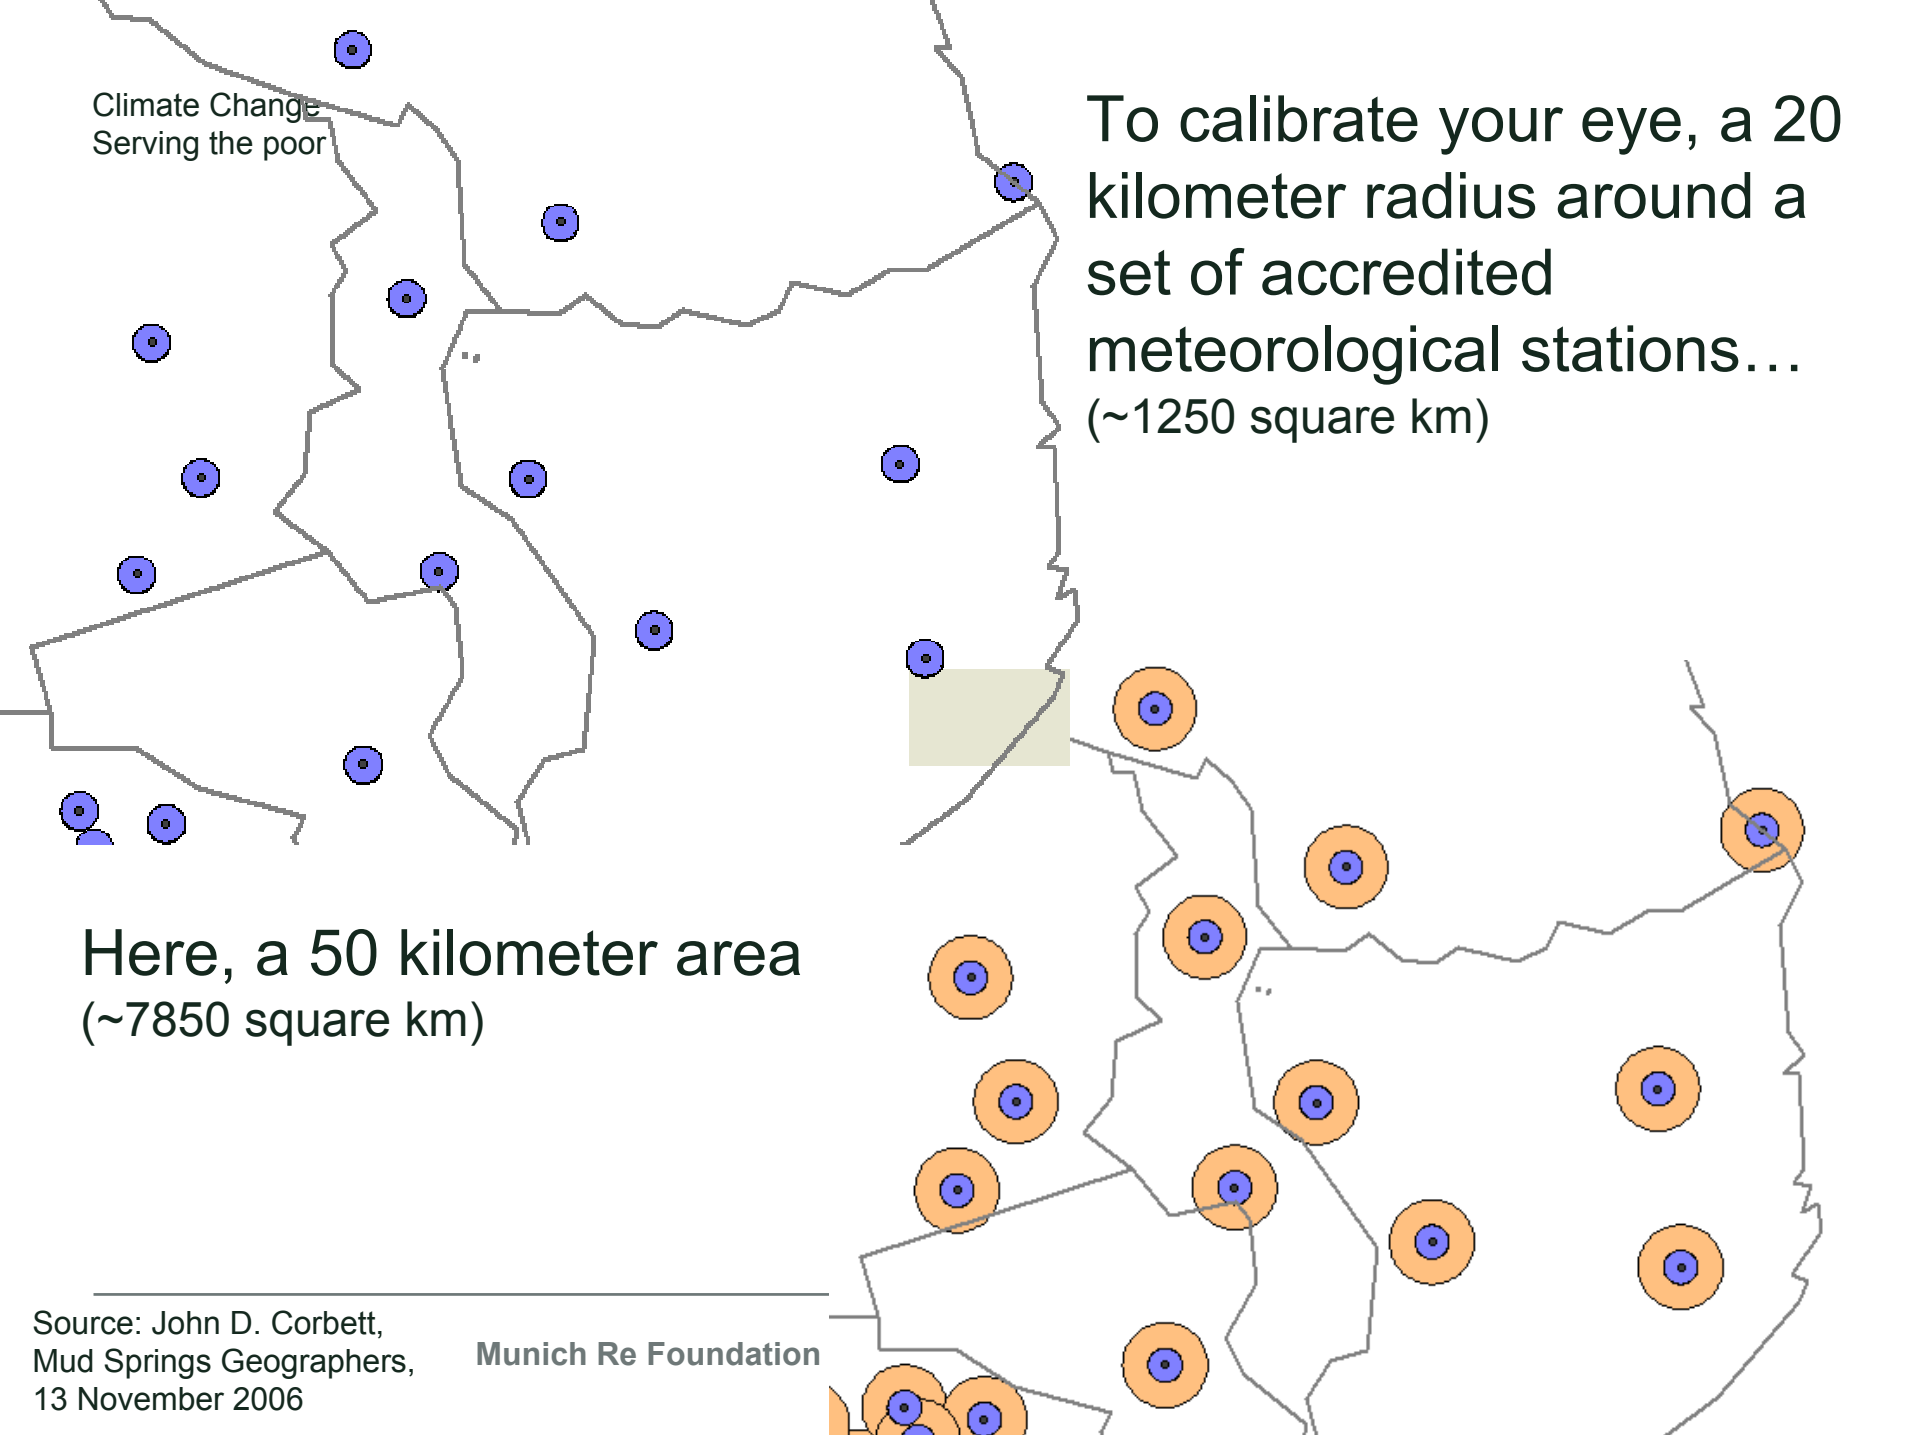 Climate Change
Serving the poor
To calibrate your eye, a 20
kilometer radius around a
set of accredited
meteorological stations…
(~1250 square km)
Here, a 50 kilometer area
(~7850 square km)
Source: John D. Corbett,
Mud Springs Geographers,
13 November 2006
Munich Re Foundation